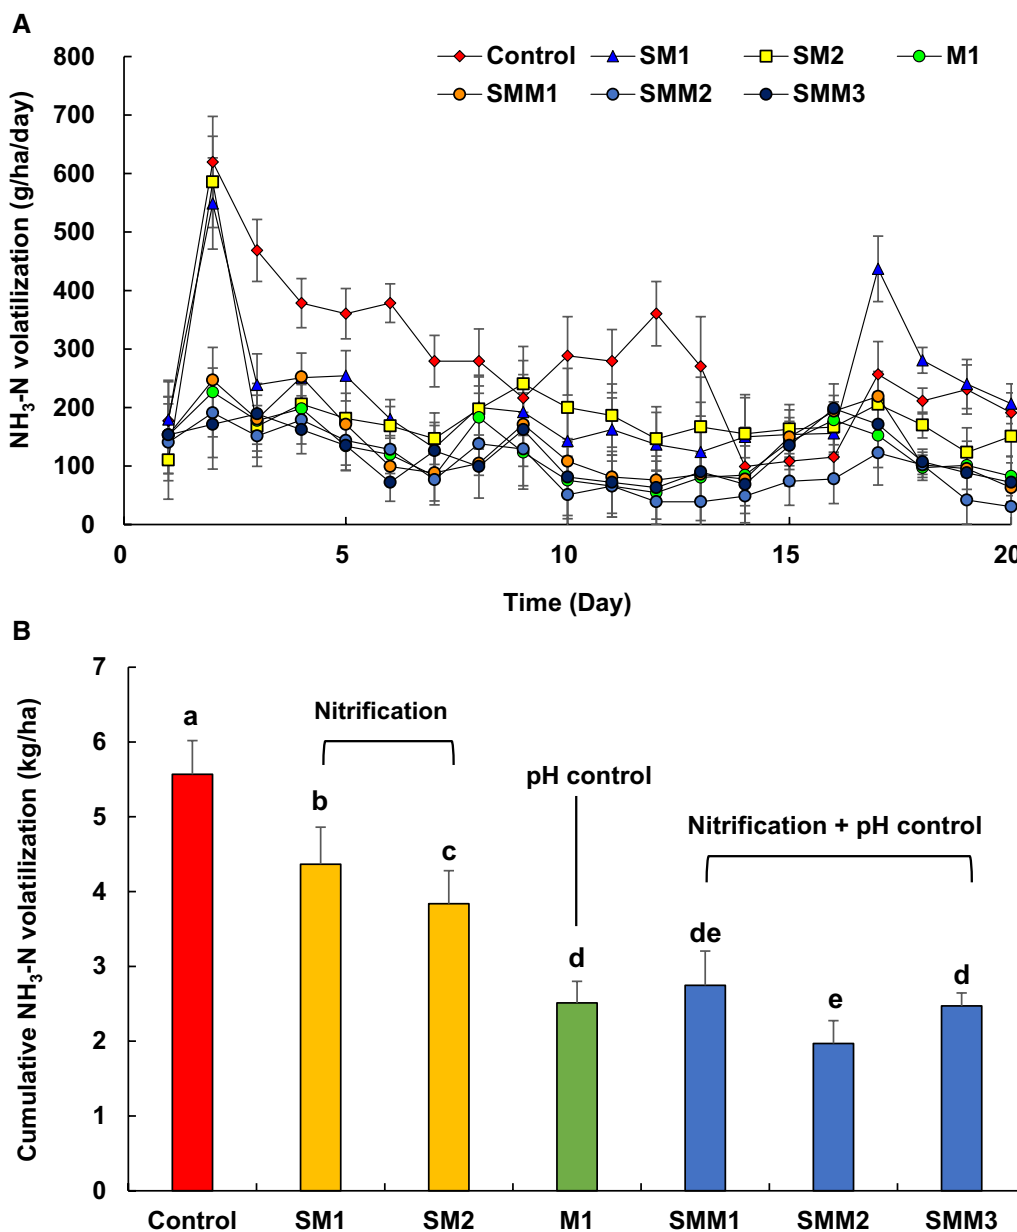 A
Control SM1 SM2 M1
SMM1 SMM2 SMM3
NH₃-N volatilization (g/ha/day)
800
700
600
500
400
300
200
100
0
0 5 10 15 20
Time (Day)
B
Cumulative NH₃-N volatilization (kg/ha)
7
6
5
4
3
2
1
0
Nitrification
pH control
Nitrification + pH control
a
b
c
d
de
e
d
Control SM1 SM2 M1 SMM1 SMM2 SMM3